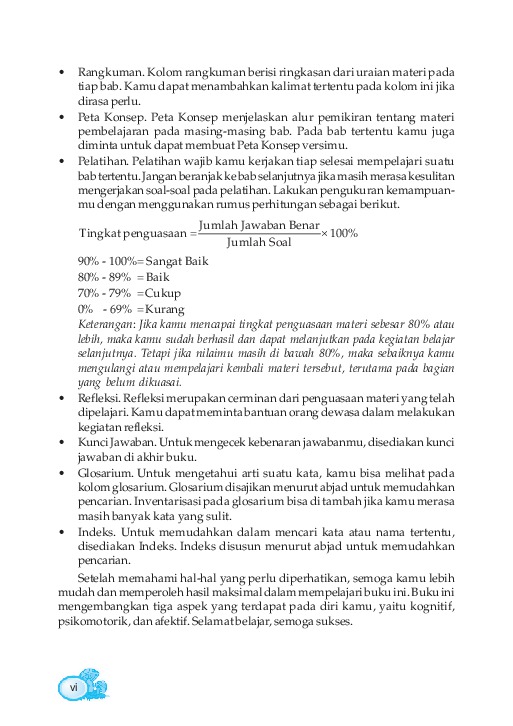 • Rangkuman. Kolom rangkuman berisi ringkasan dari uraian materi pada
tiap bab. Kamu dapat menambahkan kalimat tertentu pada kolom ini jika
dirasa perlu.
• Peta Konsep. Peta Konsep menjelaskan alur pemikiran tentang materi
pembelajaran pada masing-masing bab. Pada bab tertentu kamu juga
diminta untuk dapat membuat Peta Konsep versimu.
• Pelatihan. Pelatihan wajib kamu kerjakan tiap selesai mempelajari suatu
bab tertentu. Jangan beranjak ke bab selanjutnya jika masih merasa kesulitan
mengerjakan soal-soal pada pelatihan. Lakukan pengukuran kemampuan-
mu dengan menggunakan rumus perhitungan sebagai berikut.
Tingkat penguasaan = Jumlah Jawaban Benar × 100%
Jumlah Soal
90% - 100% = Sangat Baik
80% - 89% = Baik
70% - 79% = Cukup
0% - 69% = Kurang
Keterangan: Jika kamu mencapai tingkat penguasaan materi sebesar 80% atau
lebih, maka kamu sudah berhasil dan dapat melanjutkan pada kegiatan belajar
selanjutnya. Tetapi jika nilaimu masih di bawah 80%, maka sebaiknya kamu
mengulangi atau mempelajari kembali materi tersebut, terutama pada bagian
yang belum dikuasai.
• Refleksi. Refleksi merupakan cerminan dari penguasaan materi yang telah
dipelajari. Kamu dapat meminta bantuan orang dewasa dalam melakukan
kegiatan refleksi.
• Kunci Jawaban. Untuk mengecek kebenaran jawabanmu, disediakan kunci
jawaban di akhir buku.
• Glosarium. Untuk mengetahui arti suatu kata, kamu bisa melihat pada
kolom glosarium. Glosarium disajikan menurut abjad untuk memudahkan
pencarian. Inventarisasi pada glosarium bisa di tambah jika kamu merasa
masih banyak kata yang sulit.
• Indeks. Untuk memudahkan dalam mencari kata atau nama tertentu,
disediakan Indeks. Indeks disusun menurut abjad untuk memudahkan
pencarian.
Setelah memahami hal-hal yang perlu diperhatikan, semoga kamu lebih
mudah dan memperoleh hasil maksimal dalam mempelajari buku ini. Buku ini
mengembangkan tiga aspek yang terdapat pada diri kamu, yaitu kognitif,
psikomotorik, dan afektif. Selamat belajar, semoga sukses.
vi